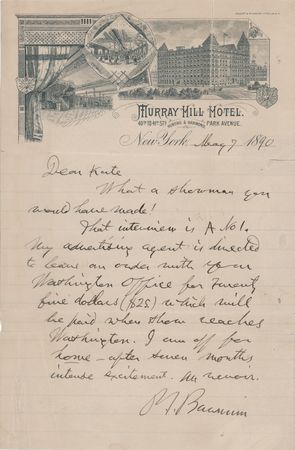 MURRAY HILL HOTEL.
40TH TO 41ST STS.
PARK AVENUE.
New York, May 7 1890
Dear Kate
What a showman you
would have made!
That interview is A No 1.
My advertising agent is directed
to leave an order with your
Washington Office for twenty
five dollars ($25) which will
be paid when show reaches
Washington. I am off for
home – after seven months
intense excitement. Au revoir.
P. T. Barnum